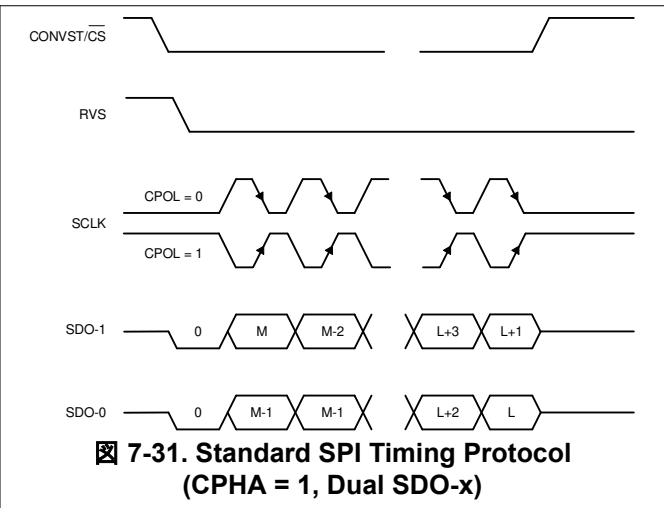 CONVST/CS
RVS
CPOL = 0
SCLK
CPOL = 1
SDO-1 0 M M-2 L+3 L+1
SDO-0 0 M-1 M-1 L+2 L
図 7-31. Standard SPI Timing Protocol
(CPHA = 1, Dual SDO-x)